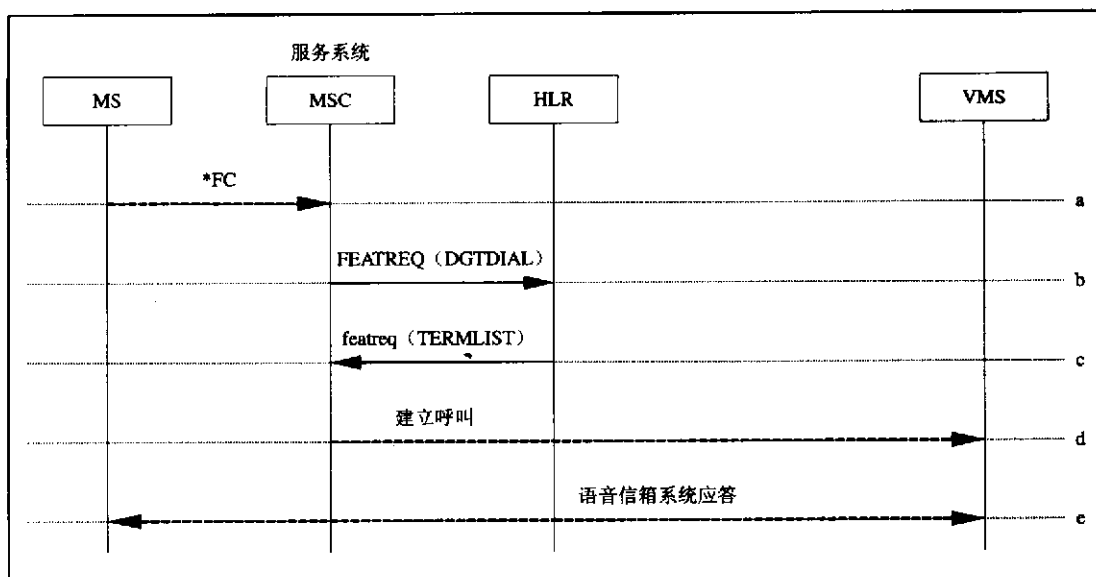 服务系统
MS
MSC
HLR
VMS
*FC
a
FEATREQ（DGTDIAL）
b
featreq（TERMLIST）
c
建立呼叫
d
语音信箱系统应答
e